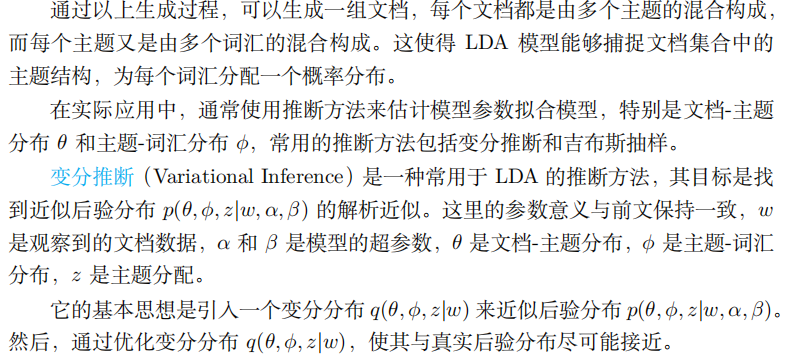 通过以上生成过程，可以生成一组文档，每个文档都是由多个主题的混合构成，
而每个主题又是由多个词汇的混合构成。这使得 LDA 模型能够捕捉文档集合中的
主题结构，为每个词汇分配一个概率分布。
在实际应用中，通常使用推断方法来估计模型参数拟合模型，特别是文档-主题
分布 θ 和主题-词汇分布 ϕ，常用的推断方法包括变分推断和吉布斯抽样。
变分推断（Variational Inference）是一种常用于 LDA 的推断方法，其目标是找
到近似后验分布 p(θ, ϕ, z|w, α, β) 的解析近似。这里的参数意义与前文保持一致，w
是观察到的文档数据，α 和 β 是模型的超参数，θ 是文档-主题分布，ϕ 是主题-词汇
分布，z 是主题分配。
它的基本思想是引入一个变分分布 q(θ, ϕ, z|w) 来近似后验分布 p(θ, ϕ, z|w, α, β)。
然后，通过优化变分分布 q(θ, ϕ, z|w)，使其与真实后验分布尽可能接近。